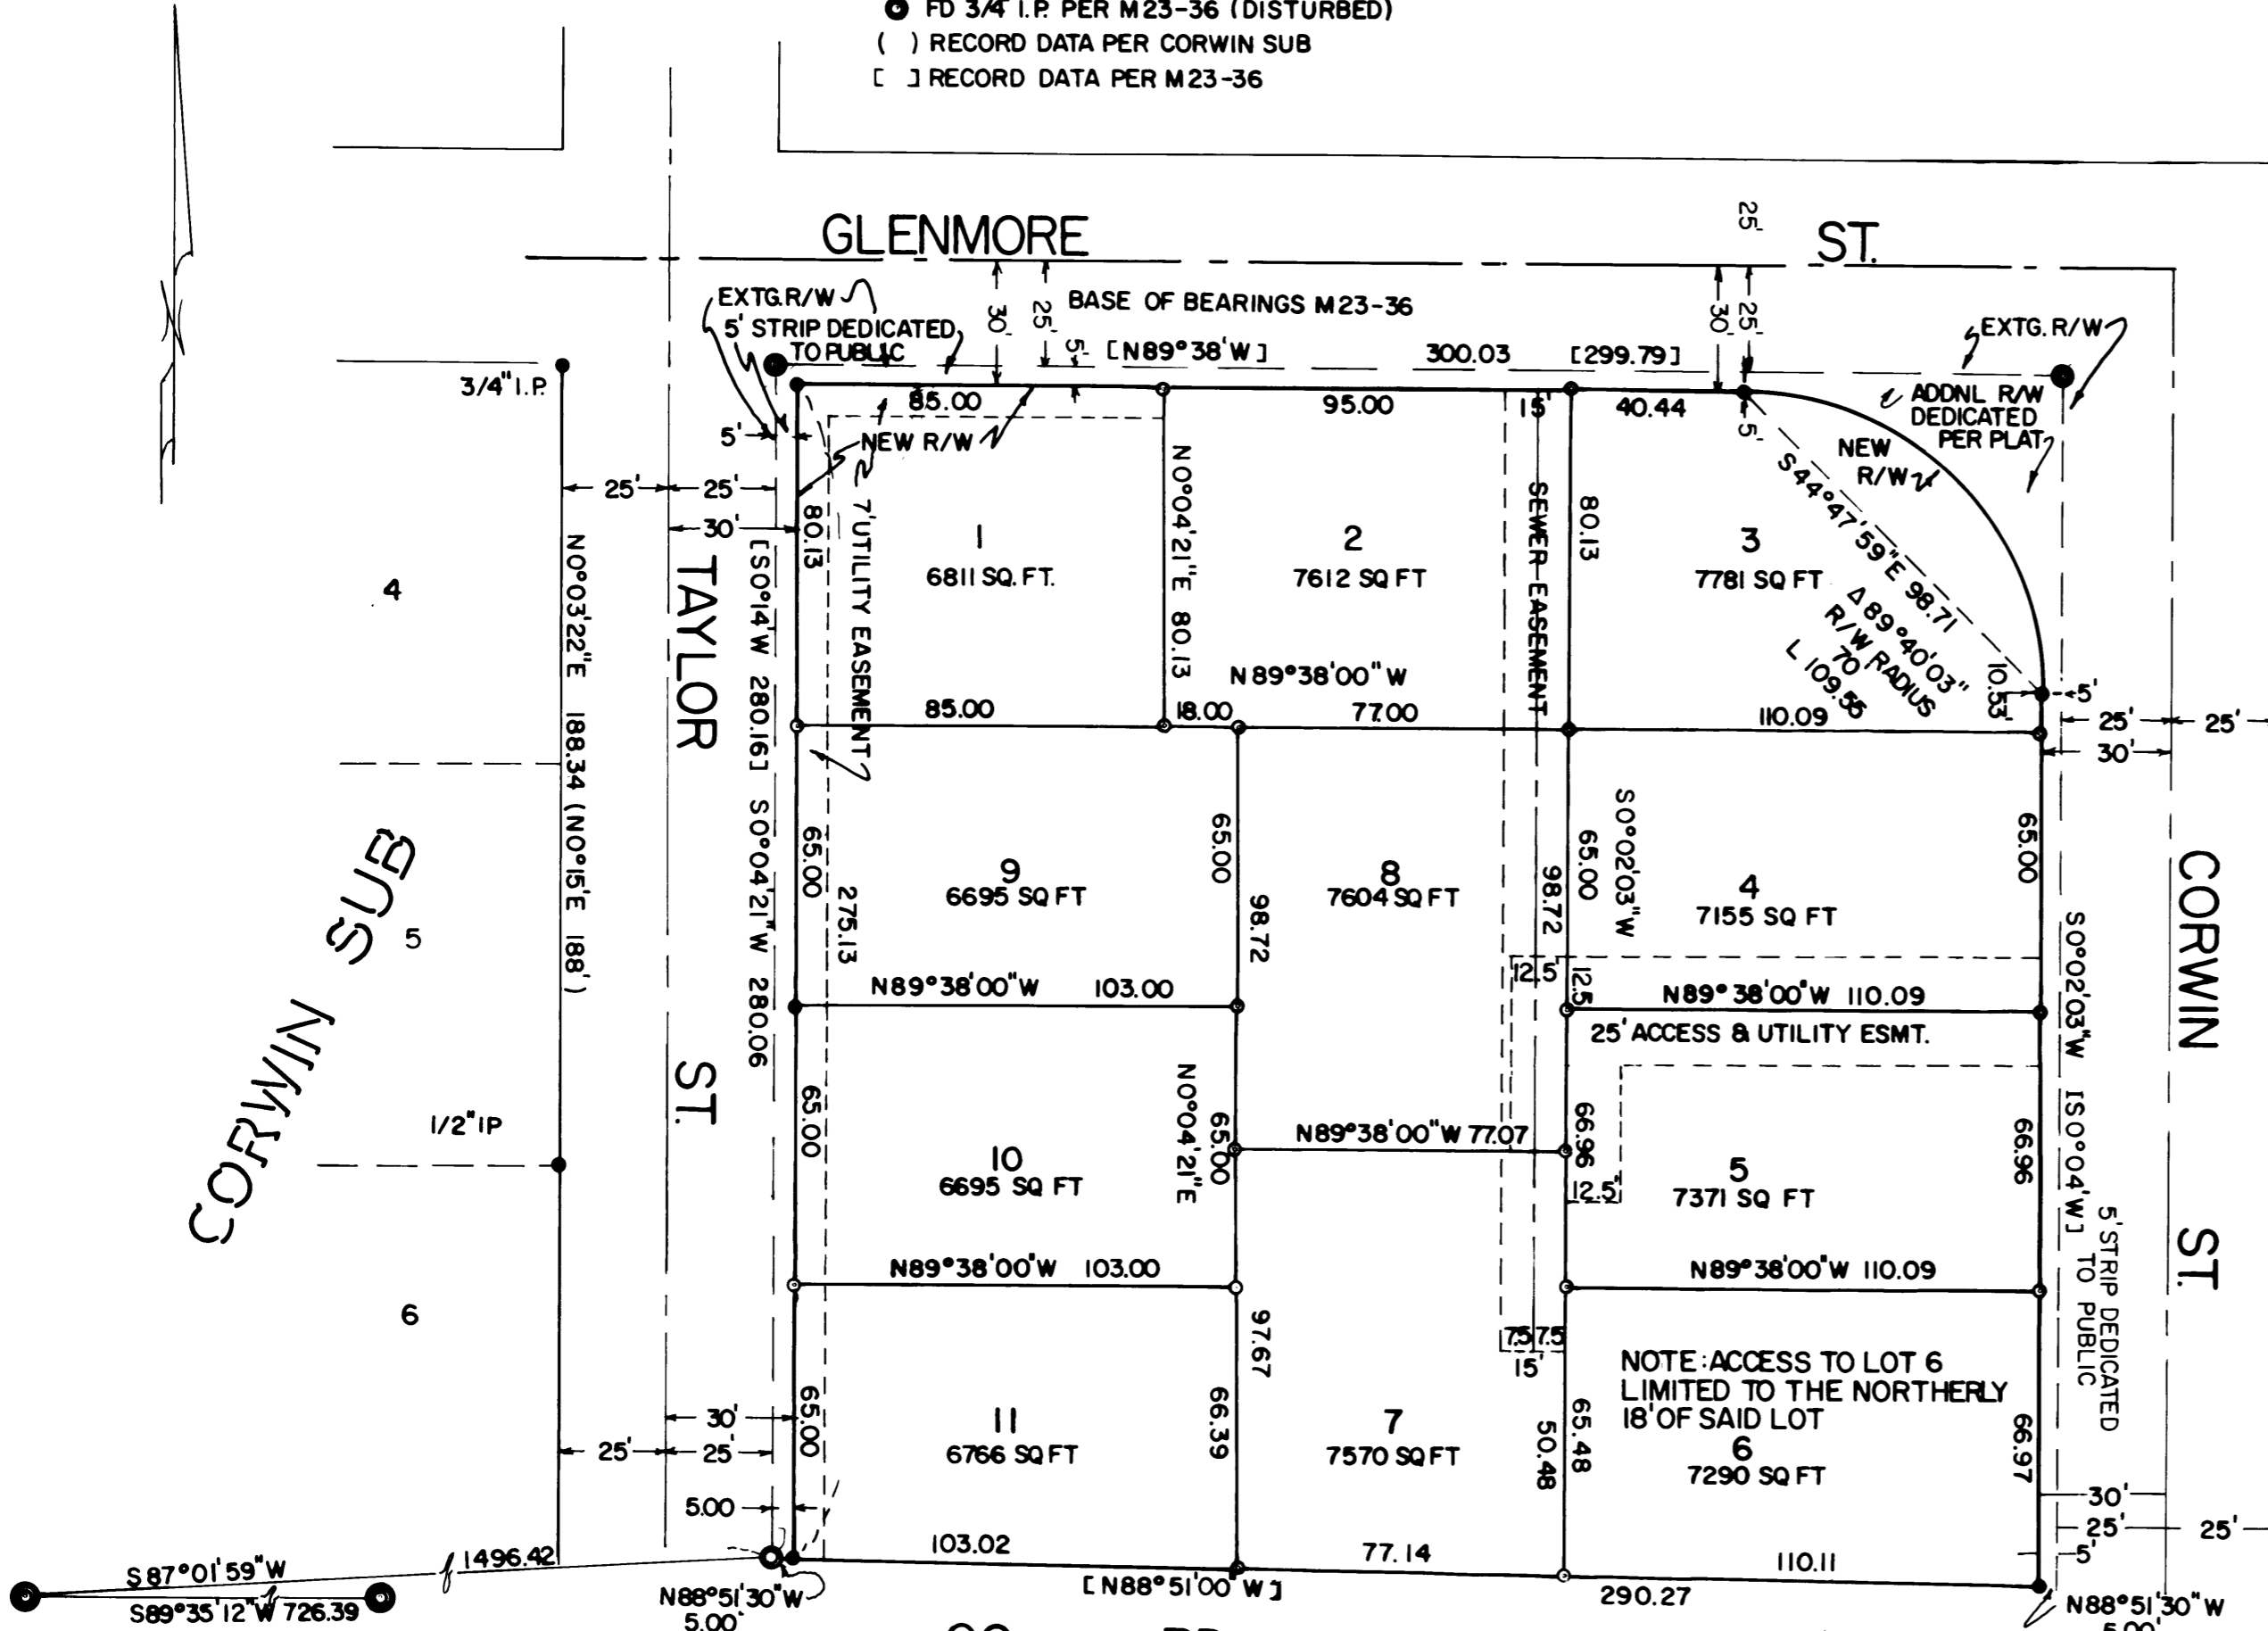 FD 3/4" I.P. PER M23-36 (DISTURBED)
( ) RECORD DATA PER CORWIN SUB
[ ] RECORD DATA PER M23-36
GLENMORE ST.
25'
EXTG. R/W
5' STRIP DEDICATED
TO PUBLIC
30'
25'
5'
BASE OF BEARINGS M23-36
[N89°38'W]
300.03
[299.79]
30'
25'
5'
EXTG. R/W
ADDNL R/W
DEDICATED
PER PLAT
NEW
R/W
3/4" I.P.
85.00
95.00
15'
40.44
5'
NEW R/W
7' UTILITY EASEMENT
25'
25'
30'
80.13
N0°04'21"E 80.13
SEWER EASEMENT
80.13
S44°47'59"E 98.71
Δ 89°40'03"
R/W RADIUS
70
L 109.55
10.53'
5'
25'
25'
30'
1
6811 SQ. FT.
2
7612 SQ FT
3
7781 SQ FT
4
5
6
N0°03'22"E 188.34 (N0°15'E 188')
TAYLOR ST.
[S0°14'W 280.16] S0°04'21"W 280.06
N89°38'00"W
85.00
18.00
77.00
110.09
CORWIN SUB
65.00
275.13
9
6695 SQ FT
65.00
98.72
8
7604 SQ FT
98.72
65.00
S0°02'03"W
4
7155 SQ FT
65.00
CORWIN ST.
S0°02'03"W [S0°04'W]
5' STRIP DEDICATED
TO PUBLIC
N89°38'00"W 103.00
12.5'
12.5
N89°38'00"W 110.09
25' ACCESS & UTILITY ESMT.
1/2" IP
65.00
10
6695 SQ FT
N0°04'21"E
65.00
N89°38'00"W 77.07
66.96
12.5'
5
7371 SQ FT
66.96
N89°38'00"W 103.00
N89°38'00"W 110.09
97.67
7.5 7.5
15'
NOTE: ACCESS TO LOT 6
LIMITED TO THE NORTHERLY
18' OF SAID LOT
30'
25'
25'
65.00
11
6766 SQ FT
66.39
7
7570 SQ FT
50.48
65.48
6
7290 SQ FT
66.97
30'
25'
25'
5'
5.00
103.02
77.14
110.11
S87°01'59"W
1496.42
S89°35'12"W 726.39
N88°51'30"W
5.00'
[N88°51'00"W]
290.27
N88°51'30"W
5.00'